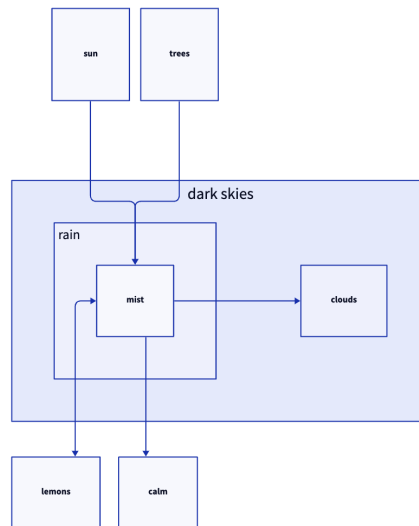 sun
trees
dark skies
rain
mist
clouds
lemons
calm